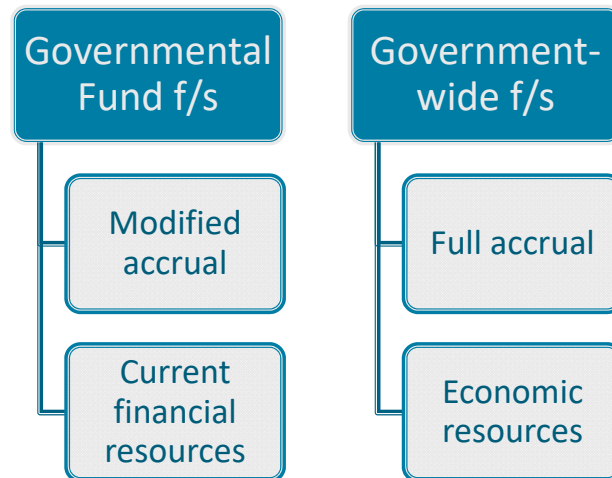 Governmental
Fund f/s
Modified
accrual
Current
financial
resources
Government-
wide f/s
Full accrual
Economic
resources